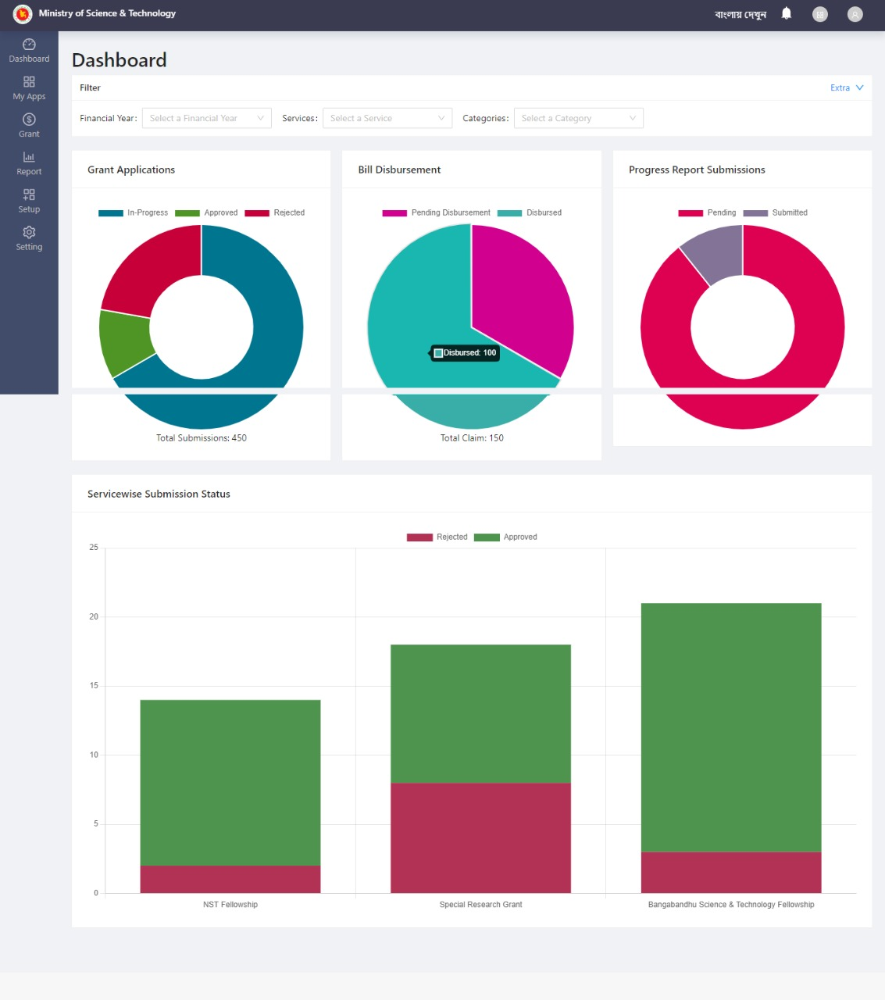 Ministry of Science & Technology
বাংলায় দেখুন
Dashboard
My Apps
Grant
Report
Setup
Setting
Dashboard
Filter
Extra
Financial Year: Select a Financial Year
Services: Select a Service
Categories: Select a Category
Grant Applications
In-Progress Approved Rejected
Total Submissions: 450
Bill Disbursement
Pending Disbursement Disbursed
Disbursed: 100
Total Claim: 150
Progress Report Submissions
Pending Submitted
Servicewise Submission Status
Rejected Approved
25
20
15
10
5
0
NST Fellowship
Special Research Grant
Bangabandhu Science & Technology Fellowship